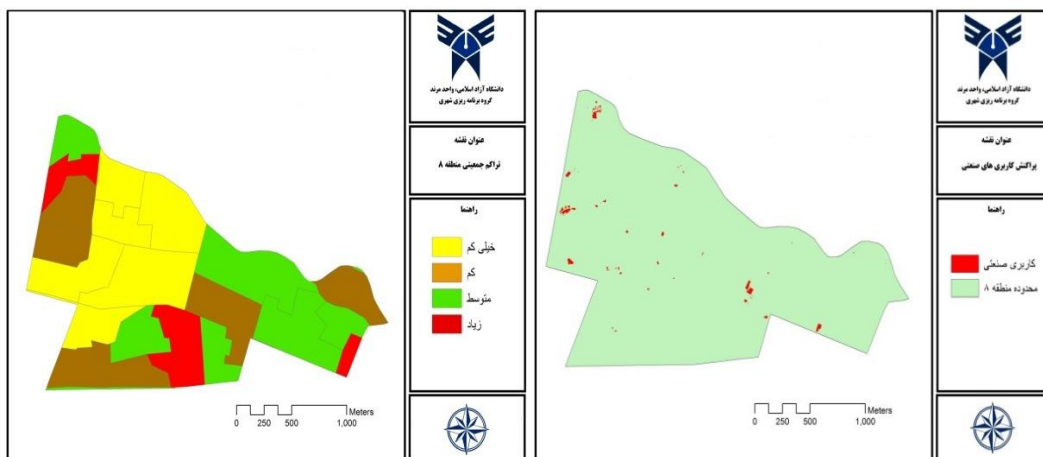 دانشگاه آزاد اسلامی، واحد مرند
گروه برنامه ریزی شهری
عنوان نقشه
تراکم جمعیتی منطقه ۸
راهنما
خیلی کم
کم
متوسط
زیاد
0 250 500 1,000
Meters
دانشگاه آزاد اسلامی، واحد مرند
گروه برنامه ریزی شهری
عنوان نقشه
پراکنش کاربری های صنعتی
راهنما
کاربری صنعتی
محدوده منطقه ۸
0 250 500 1,000
Meters